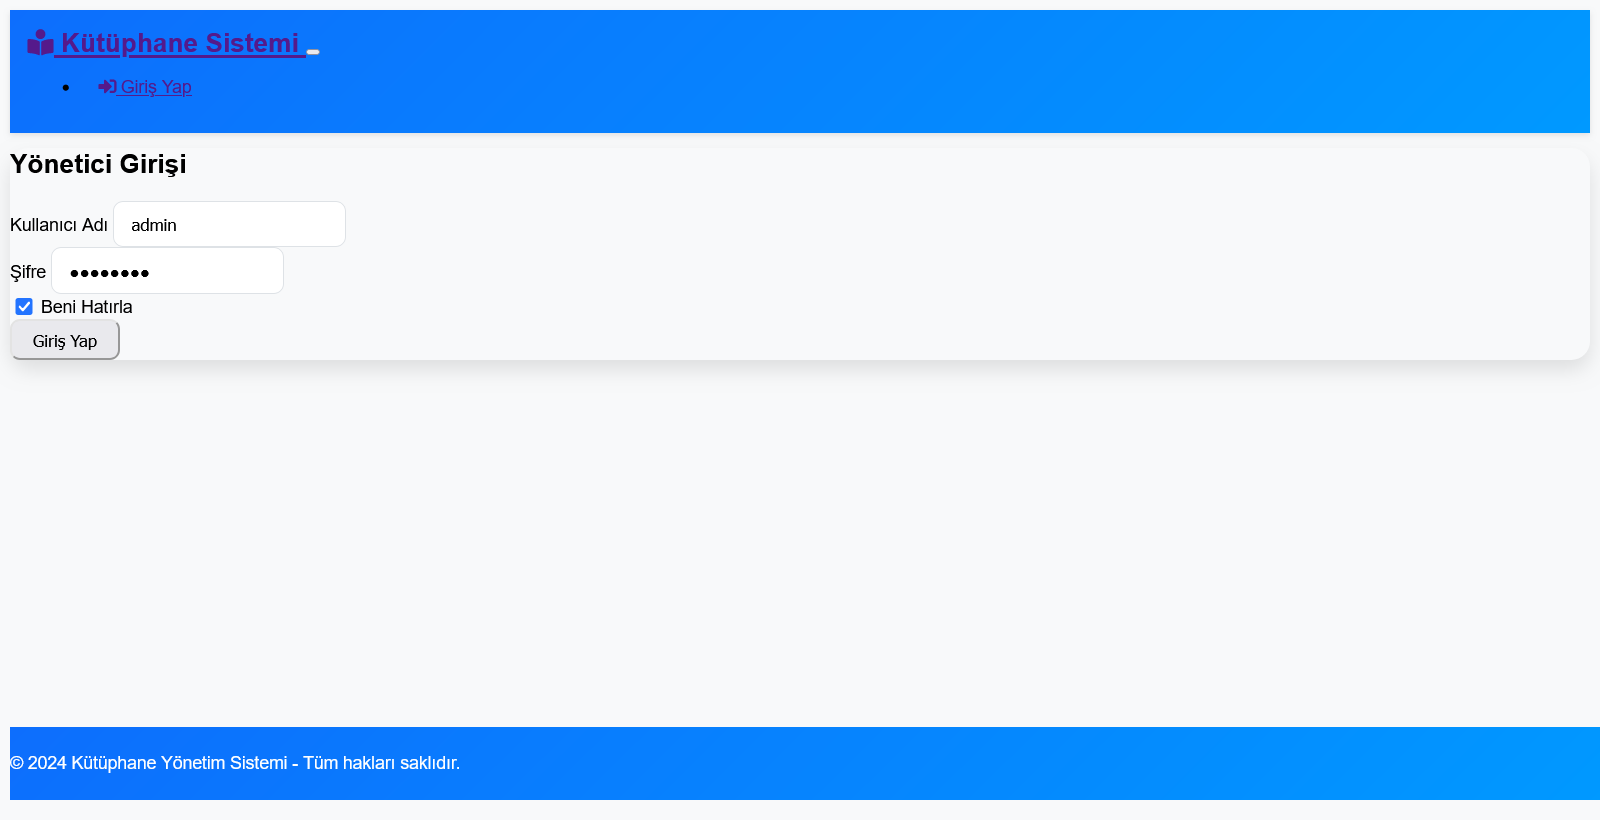 Kütüphane Sistemi
Giriş Yap
Yönetici Girişi
Kullanıcı Adı admin
Şifre ••••••••
Beni Hatırla
Giriş Yap
© 2024 Kütüphane Yönetim Sistemi - Tüm hakları saklıdır.